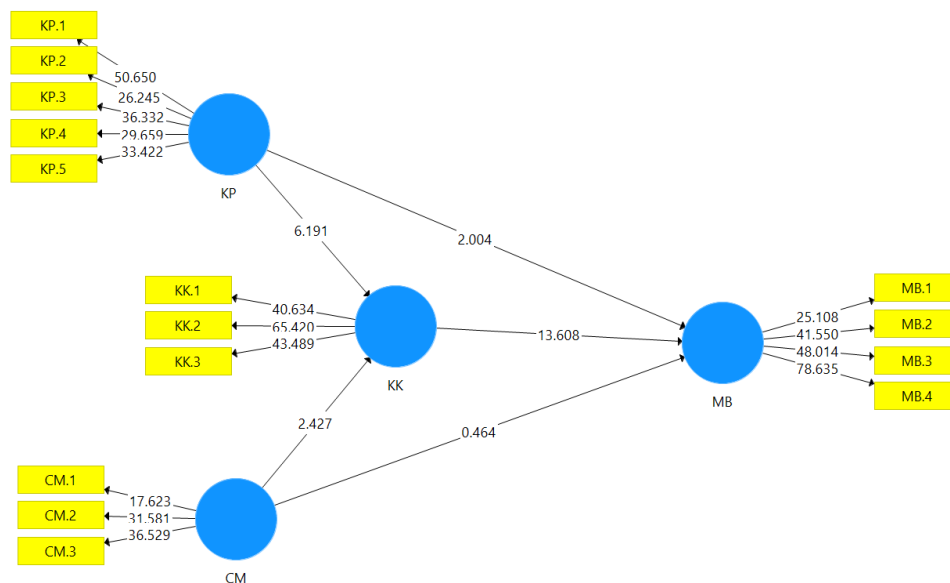 KP.1
KP.2
KP.3
KP.4
KP.5
50.650
26.245
36.332
29.659
33.422
KP
6.191
2.004
KK.1
KK.2
KK.3
40.634
65.420
43.489
KK
13.608
MB.1
MB.2
MB.3
MB.4
25.108
41.550
48.014
78.635
MB
2.427
0.464
CM.1
CM.2
CM.3
17.623
31.581
36.529
CM